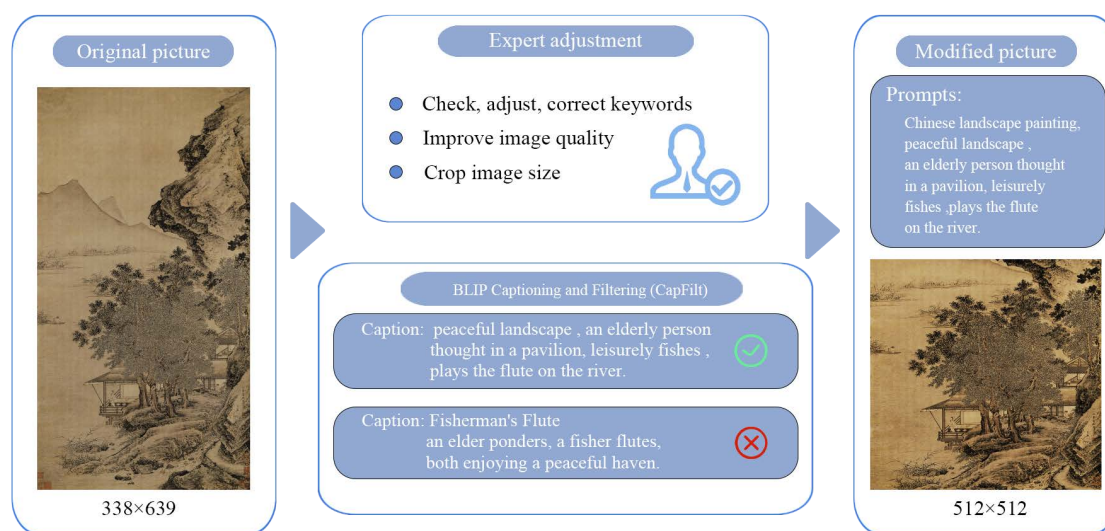 Original picture
338×639
Expert adjustment
Check, adjust, correct keywords
Improve image quality
Crop image size
BLIP Captioning and Filtering (CapFilt)
Caption: peaceful landscape , an elderly person
thought in a pavilion, leisurely fishes ,
plays the flute on the river.
Caption: Fisherman's Flute
an elder ponders, a fisher flutes,
both enjoying a peaceful haven.
Modified picture
Prompts:
Chinese landscape painting,
peaceful landscape ,
an elderly person thought
in a pavilion, leisurely
fishes ,plays the flute
on the river.
512×512